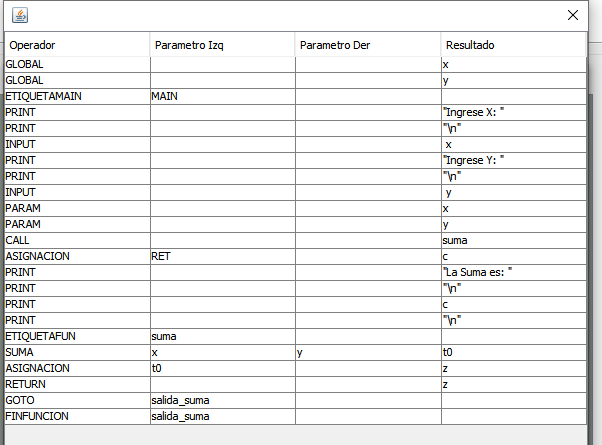 Operador Parametro Izq Parametro Der Resultado
GLOBAL x
GLOBAL y
ETIQUETAMAIN MAIN
PRINT "Ingrese X: "
PRINT "\n"
INPUT x
PRINT "Ingrese Y: "
PRINT "\n"
INPUT y
PARAM x
PARAM y
CALL suma
ASIGNACION RET c
PRINT "La Suma es: "
PRINT "\n"
PRINT c
PRINT "\n"
ETIQUETAFUN suma
SUMA x y t0
ASIGNACION t0 z
RETURN z
GOTO salida_suma
FINFUNCION salida_suma